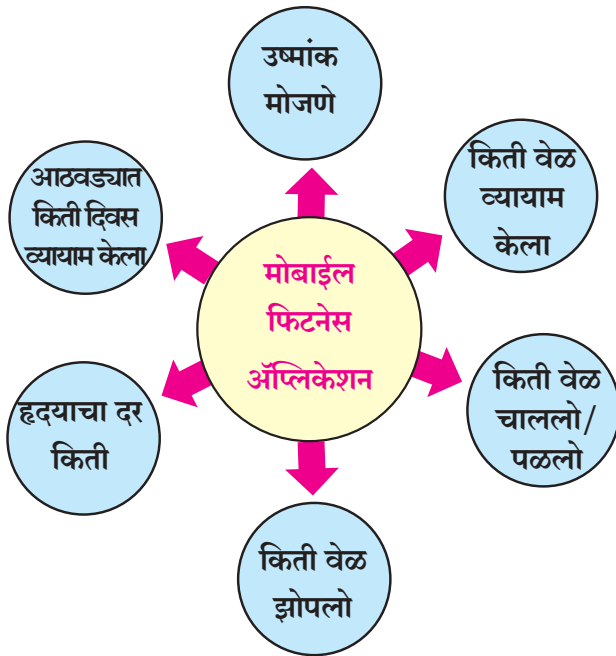 उष्मांक
मोजणे
किती वेळ
व्यायाम
केला
किती वेळ
चाललो/
पळलो
किती वेळ
झोपलो
हृदयाचा दर
किती
आठवड्यात
किती दिवस
व्यायाम केला
मोबाईल
फिटनेस
ॲप्लिकेशन